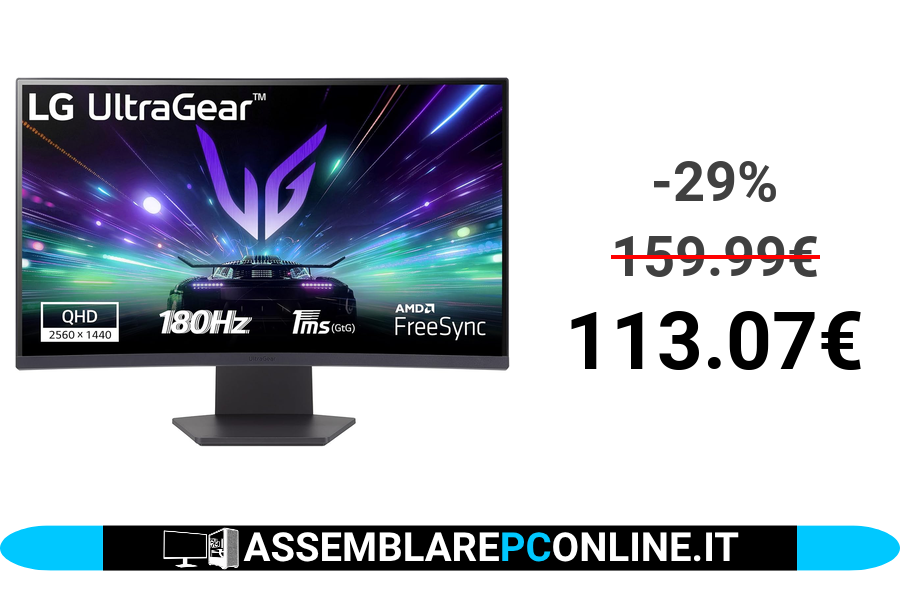 LG UltraGear™
QHD
2560 × 1440
180Hz
1ms (GtG)
AMD
FreeSync
-29%
159.99€
113.07€
ASSEMBLAREPCONLINE.IT